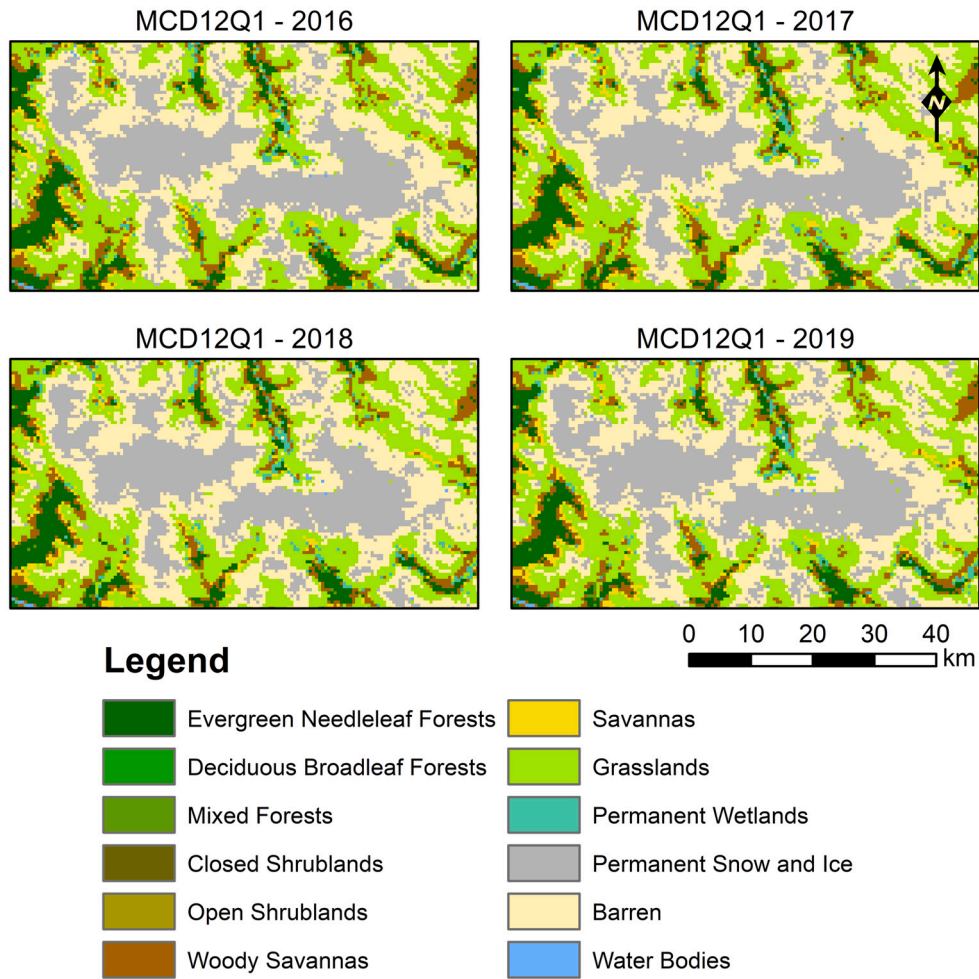 MCD12Q1 - 2016
MCD12Q1 - 2017
N
MCD12Q1 - 2018
MCD12Q1 - 2019
0 10 20 30 40
km
Legend
Evergreen Needleleaf Forests
Deciduous Broadleaf Forests
Mixed Forests
Closed Shrublands
Open Shrublands
Woody Savannas
Savannas
Grasslands
Permanent Wetlands
Permanent Snow and Ice
Barren
Water Bodies